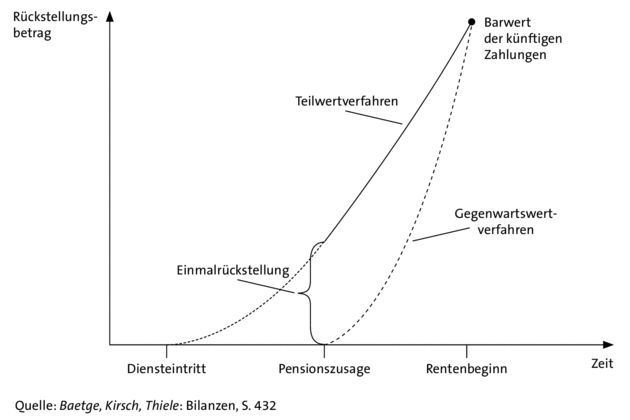 Rückstellungs-
betrag
Barwert
der künftigen
Zahlungen
Teilwertverfahren
Gegenwartswert-
verfahren
Einmalrückstellung
Diensteintritt
Pensionszusage
Rentenbeginn
Zeit
Quelle: Baetge, Kirsch, Thiele: Bilanzen, S. 432